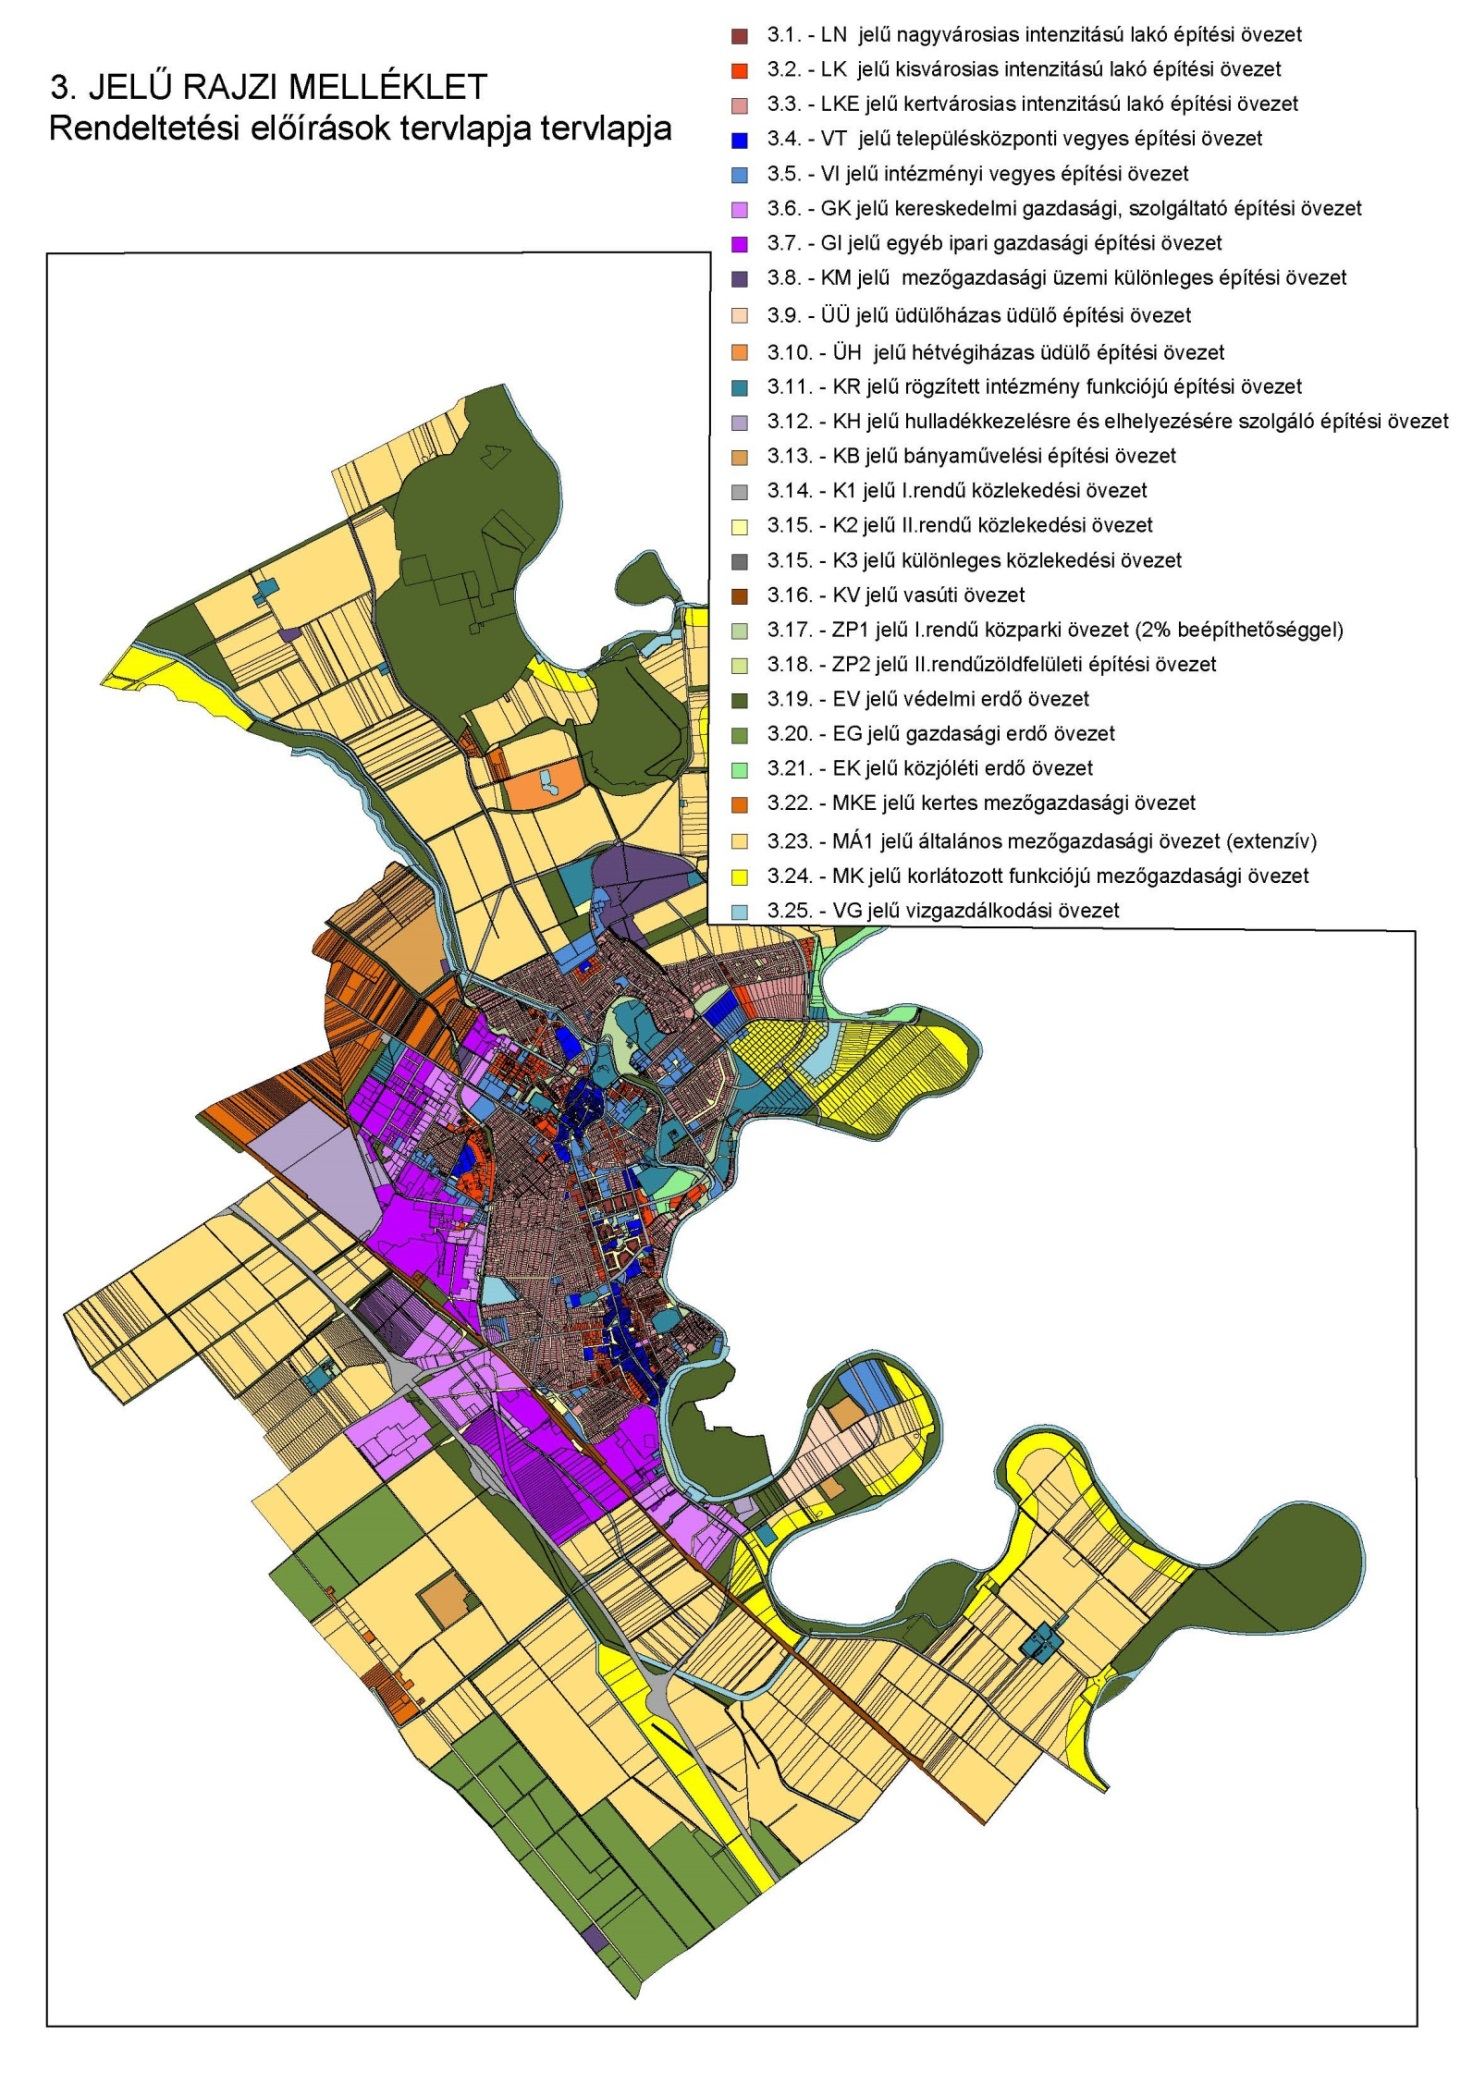 3. JELŰ RAJZI MELLÉKLET
Rendeltetési előírások tervlapja tervlapja
3.1. - LN jelű nagyvárosias intenzitású lakó építési övezet
3.2. - LK jelű kisvárosias intenzitású lakó építési övezet
3.3. - LKE jelű kertvárosias intenzitású lakó építési övezet
3.4. - VT jelű településközponti vegyes építési övezet
3.5. - VI jelű intézményi vegyes építési övezet
3.6. - GK jelű kereskedelmi gazdasági, szolgáltató építési övezet
3.7. - GI jelű egyéb ipari gazdasági építési övezet
3.8. - KM jelű mezőgazdasági üzemi különleges építési övezet
3.9. - ÜÜ jelű üdülőházas üdülő építési övezet
3.10. - ÜH jelű hétvégiházas üdülő építési övezet
3.11. - KR jelű rögzített intézmény funkciójú építési övezet
3.12. - KH jelű hulladékkezelésre és elhelyezésére szolgáló építési övezet
3.13. - KB jelű bányaművelési építési övezet
3.14. - K1 jelű I.rendű közlekedési övezet
3.15. - K2 jelű II.rendű közlekedési övezet
3.15. - K3 jelű különleges közlekedési övezet
3.16. - KV jelű vasúti övezet
3.17. - ZP1 jelű I.rendű közparki övezet (2% beépíthetőséggel)
3.18. - ZP2 jelű II.rendűzöldfelületi építési övezet
3.19. - EV jelű védelmi erdő övezet
3.20. - EG jelű gazdasági erdő övezet
3.21. - EK jelű közjóléti erdő övezet
3.22. - MKE jelű kertes mezőgazdasági övezet
3.23. - MÁ1 jelű általános mezőgazdasági övezet (extenzív)
3.24. - MK jelű korlátozott funkciójú mezőgazdasági övezet
3.25. - VG jelű vizgazdálkodási övezet